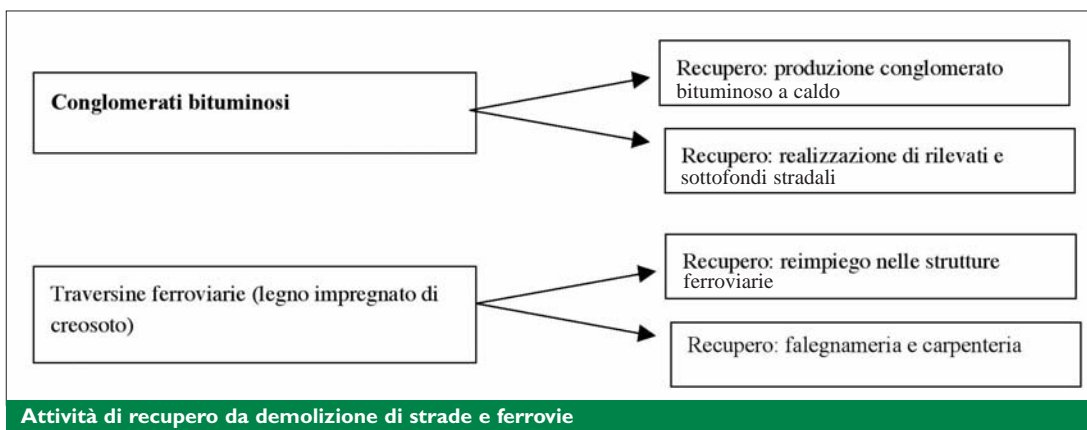 Conglomerati bituminosi
Recupero: produzione conglomerato
bituminoso a caldo
Recupero: realizzazione di rilevati e
sottofondi stradali
Traversine ferroviarie (legno impregnato di
creosoto)
Recupero: reimpiego nelle strutture
ferroviarie
Recupero: falegnameria e carpenteria
Attività di recupero da demolizione di strade e ferrovie